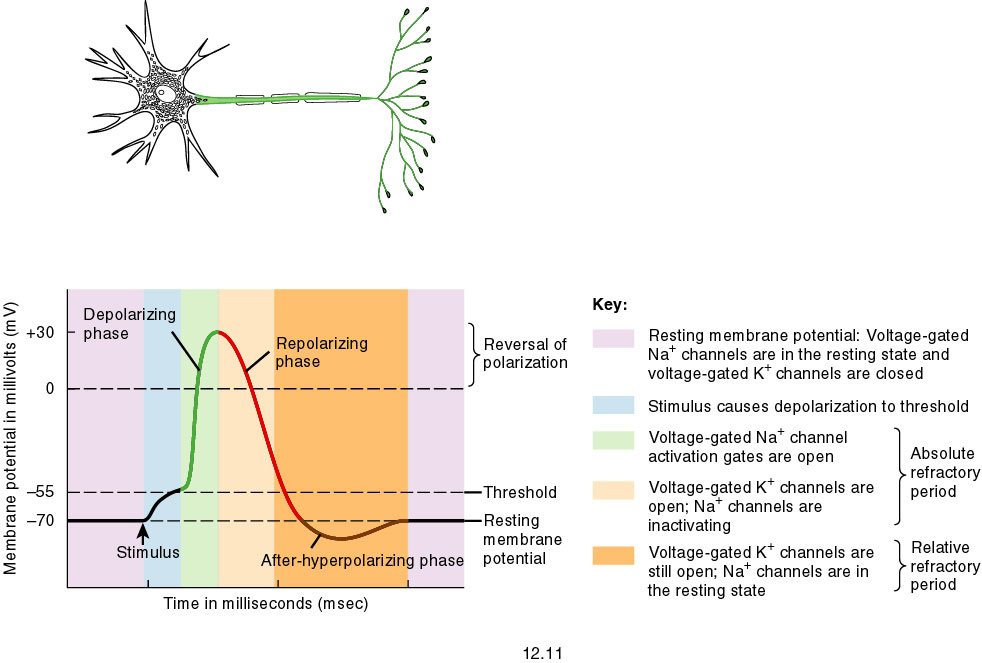 Membrane potential in millivolts (mV)
+30
0
–55
–70
Depolarizing
phase
Repolarizing
phase
Reversal of
polarization
Threshold
Resting
membrane
potential
Stimulus
After-hyperpolarizing phase
Time in milliseconds (msec)
Key:
Resting membrane potential: Voltage-gated
Na+ channels are in the resting state and
voltage-gated K+ channels are closed
Stimulus causes depolarization to threshold
Voltage-gated Na+ channel
activation gates are open
Voltage-gated K+ channels are
open; Na+ channels are
inactivating
Absolute
refractory
period
Voltage-gated K+ channels are
still open; Na+ channels are in
the resting state
Relative
refractory
period
12.11